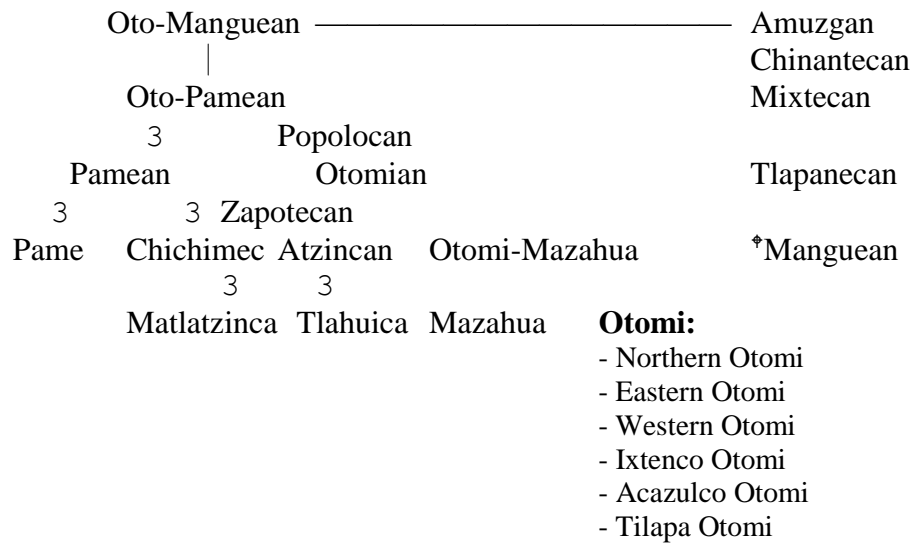 Oto-Manguean Amuzgan
Chinantecan
Oto-Pamean Mixtecan
3 Popolocan
Pamean Otomian Tlapanecan
3 3 Zapotecan
Pame Chichimec Atzincan Otomi-Mazahua ⌖Manguean
3 3
Matlatzinca Tlahuica Mazahua Otomi:
- Northern Otomi
- Eastern Otomi
- Western Otomi
- Ixtenco Otomi
- Acazulco Otomi
- Tilapa Otomi